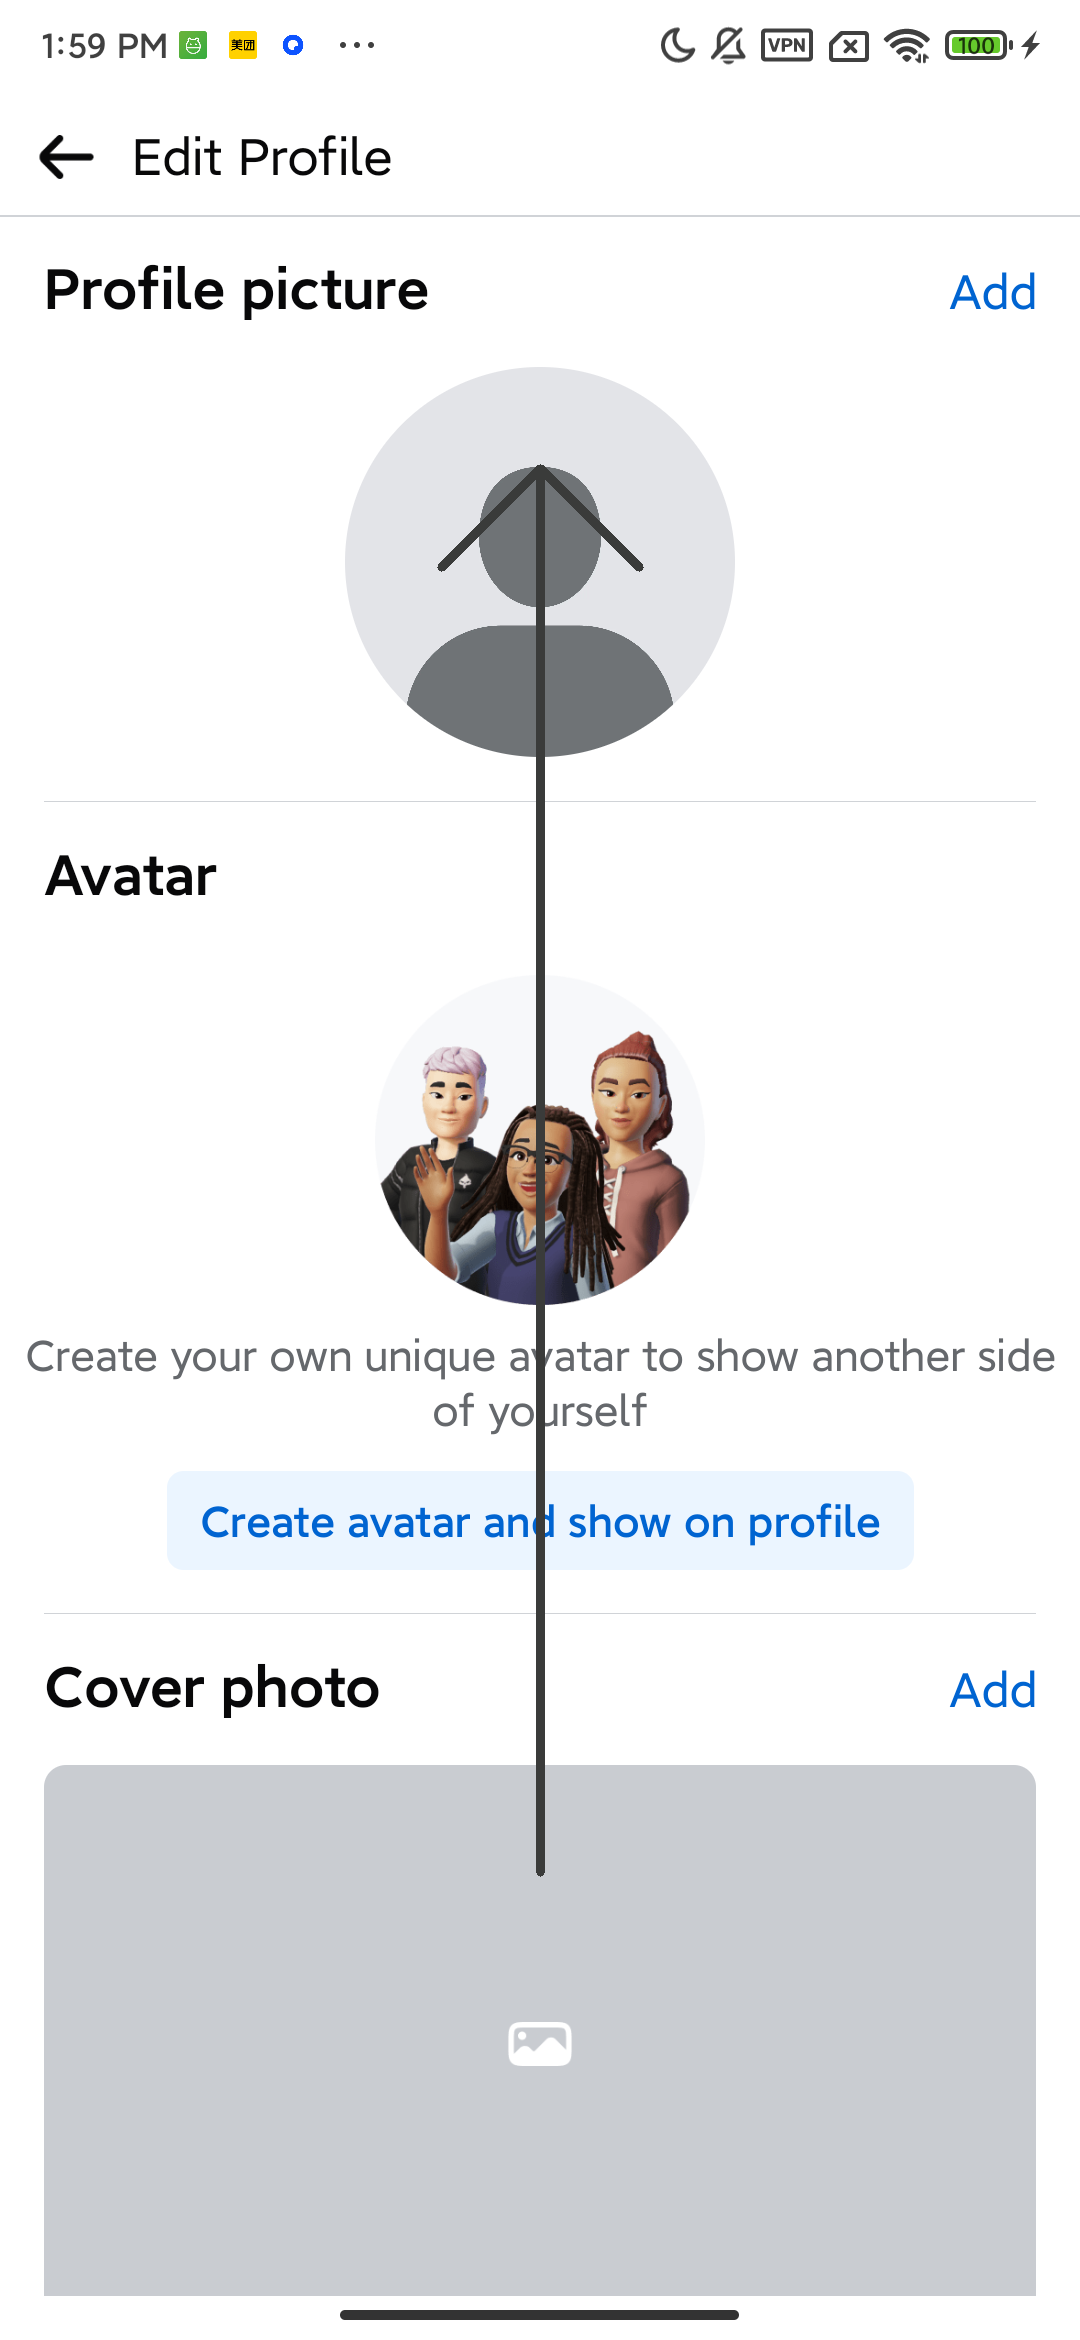 1:59 PM 美团 ... VPN 100
Edit Profile
Profile picture
Add
Avatar
Create your own unique avatar to show another side
of yourself
Create avatar and show on profile
Cover photo
Add